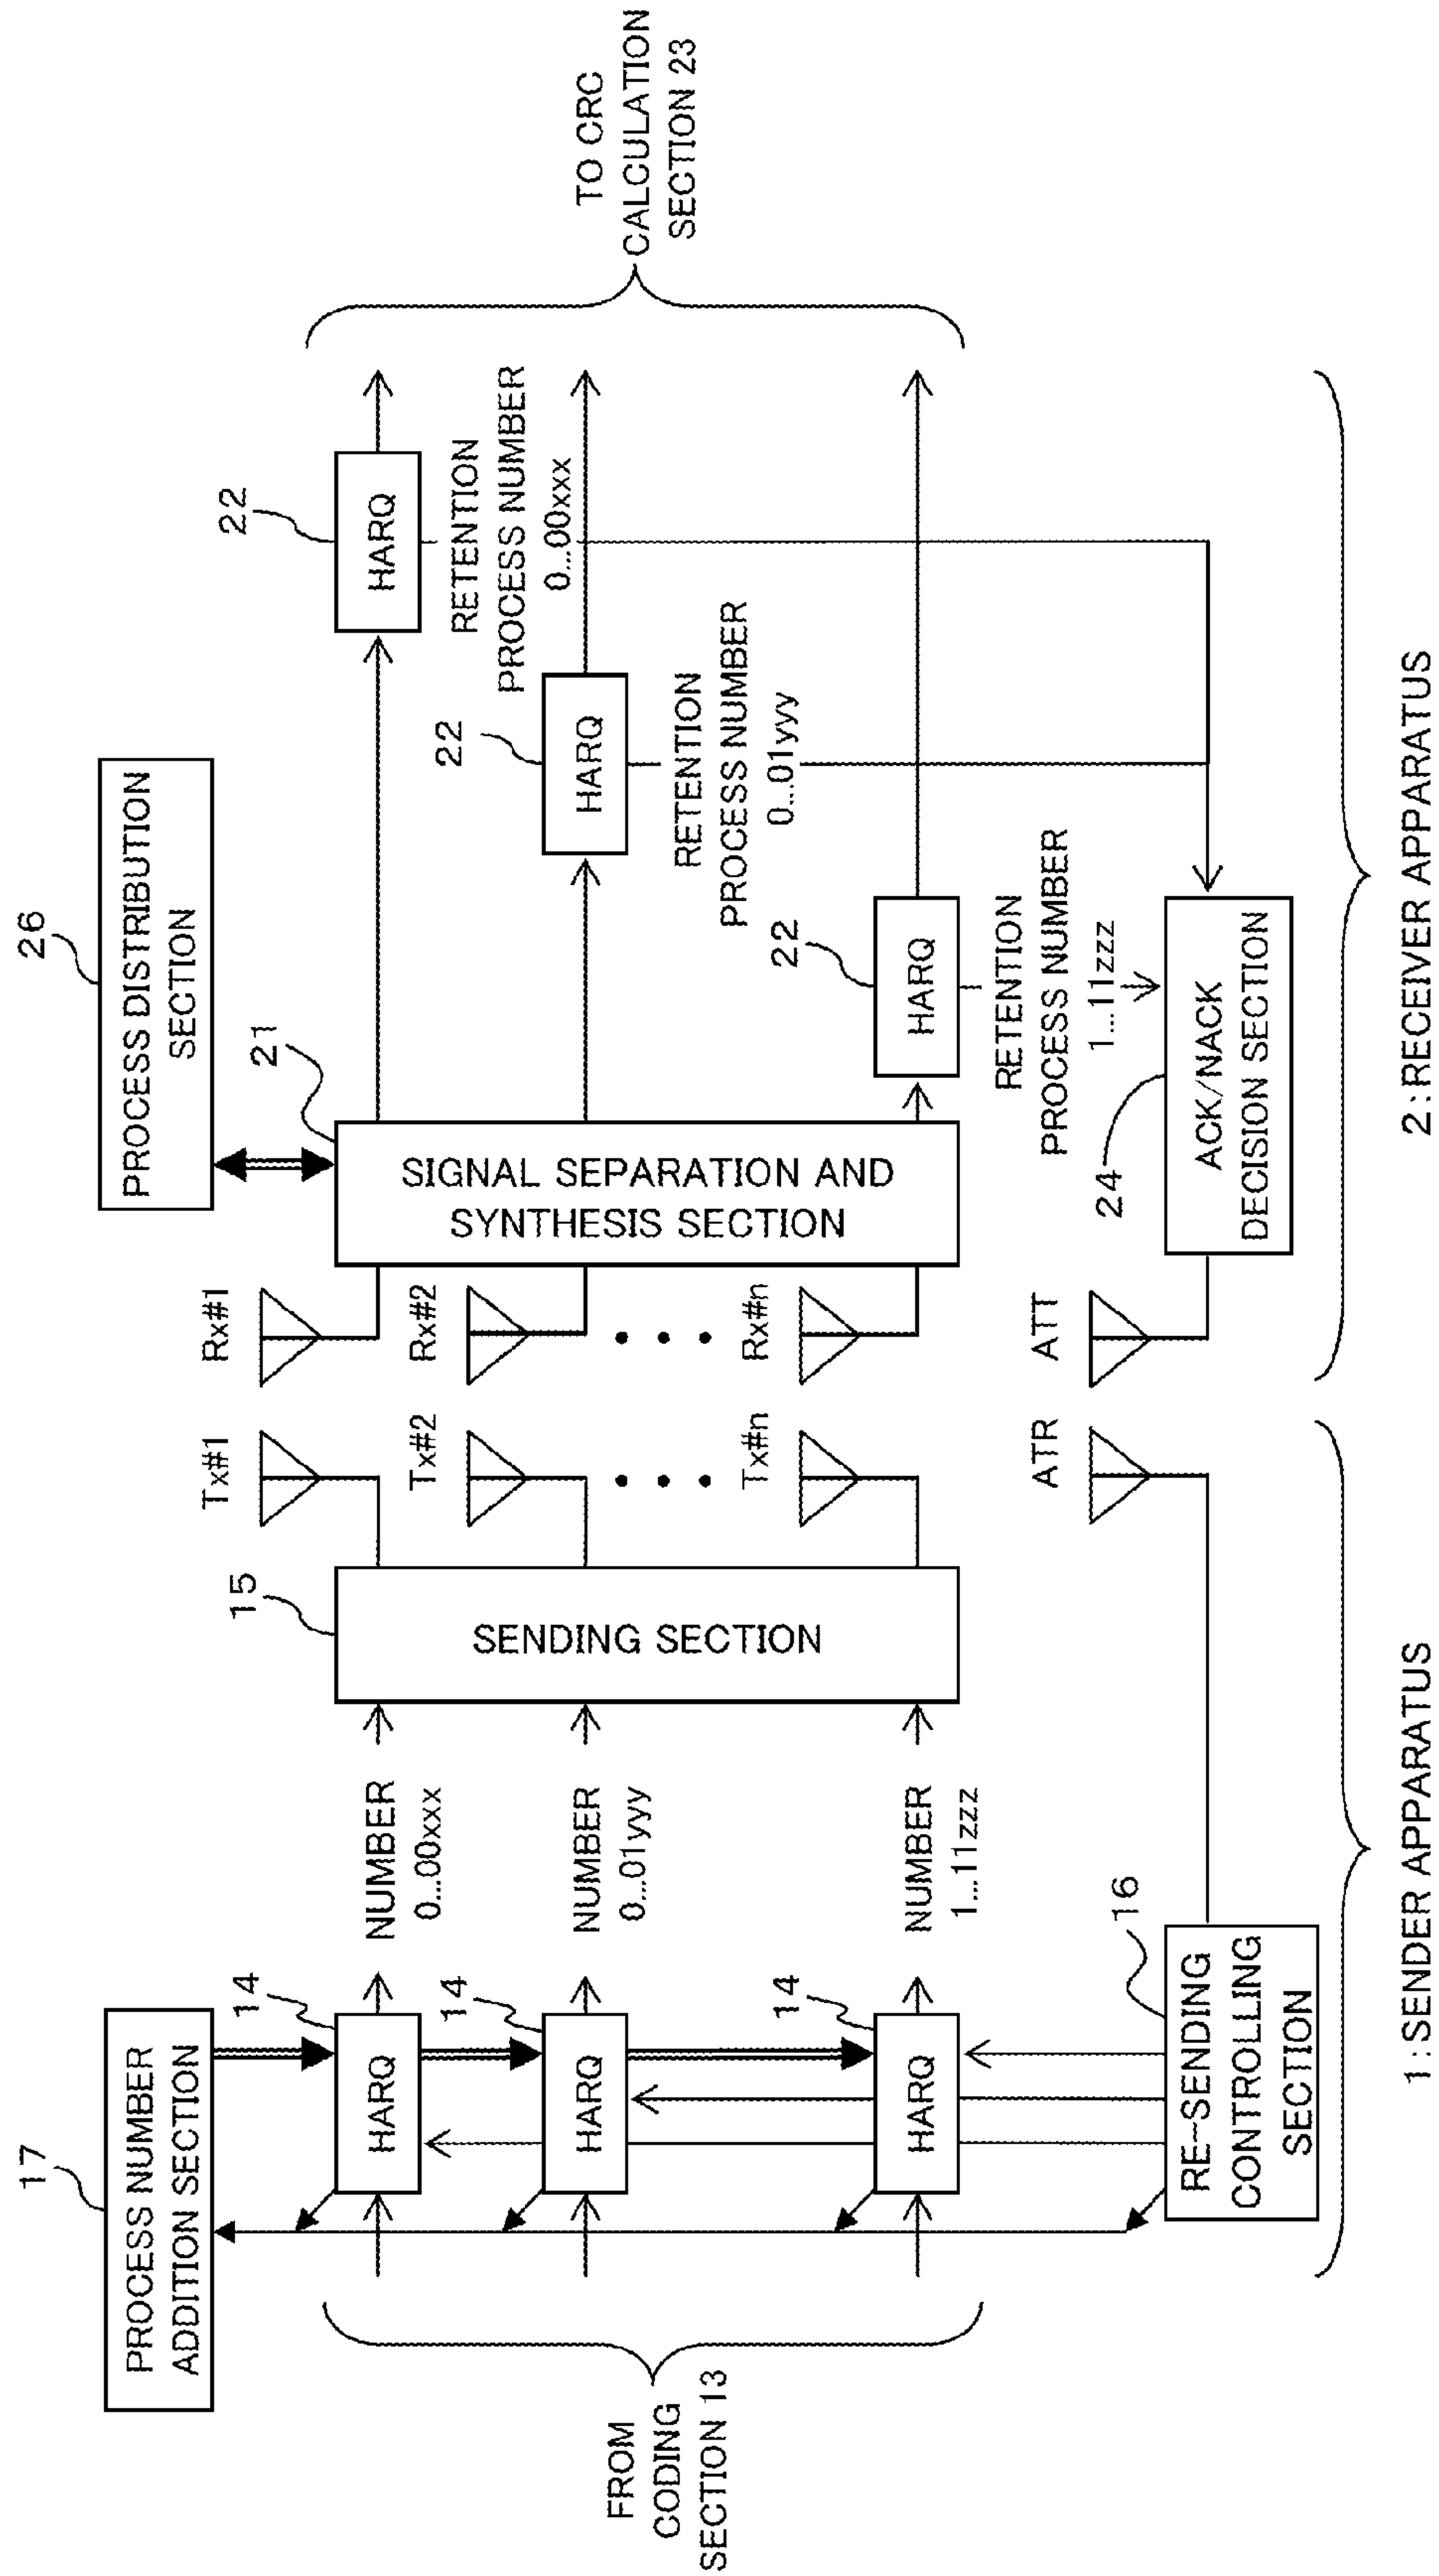 17
PROCESS NUMBER
ADDITION SECTION
14
HARQ
14
HARQ
14
HARQ
FROM
CODING
SECTION 13
NUMBER
0...00xxx
NUMBER
0...01yyy
NUMBER
1...11zzz
16
RE-SENDING
CONTROLLING
SECTION
15
SENDING SECTION
Tx#1
Tx#2
Tx#n
ATR
1:SENDER APPARATUS
Rx#1
Rx#2
Rx#n
ATT
26
PROCESS DISTRIBUTION
SECTION
21
SIGNAL SEPARATION AND
SYNTHESIS SECTION
22
HARQ
RETENTION
PROCESS NUMBER
0...00xxx
22
HARQ
RETENTION
PROCESS NUMBER
0...01yyy
22
HARQ
RETENTION
PROCESS NUMBER
1...11zzz
24
ACK/NACK
DECISION SECTION
TO CRC
CALCULATION
SECTION 23
2:RECEIVER APPARATUS